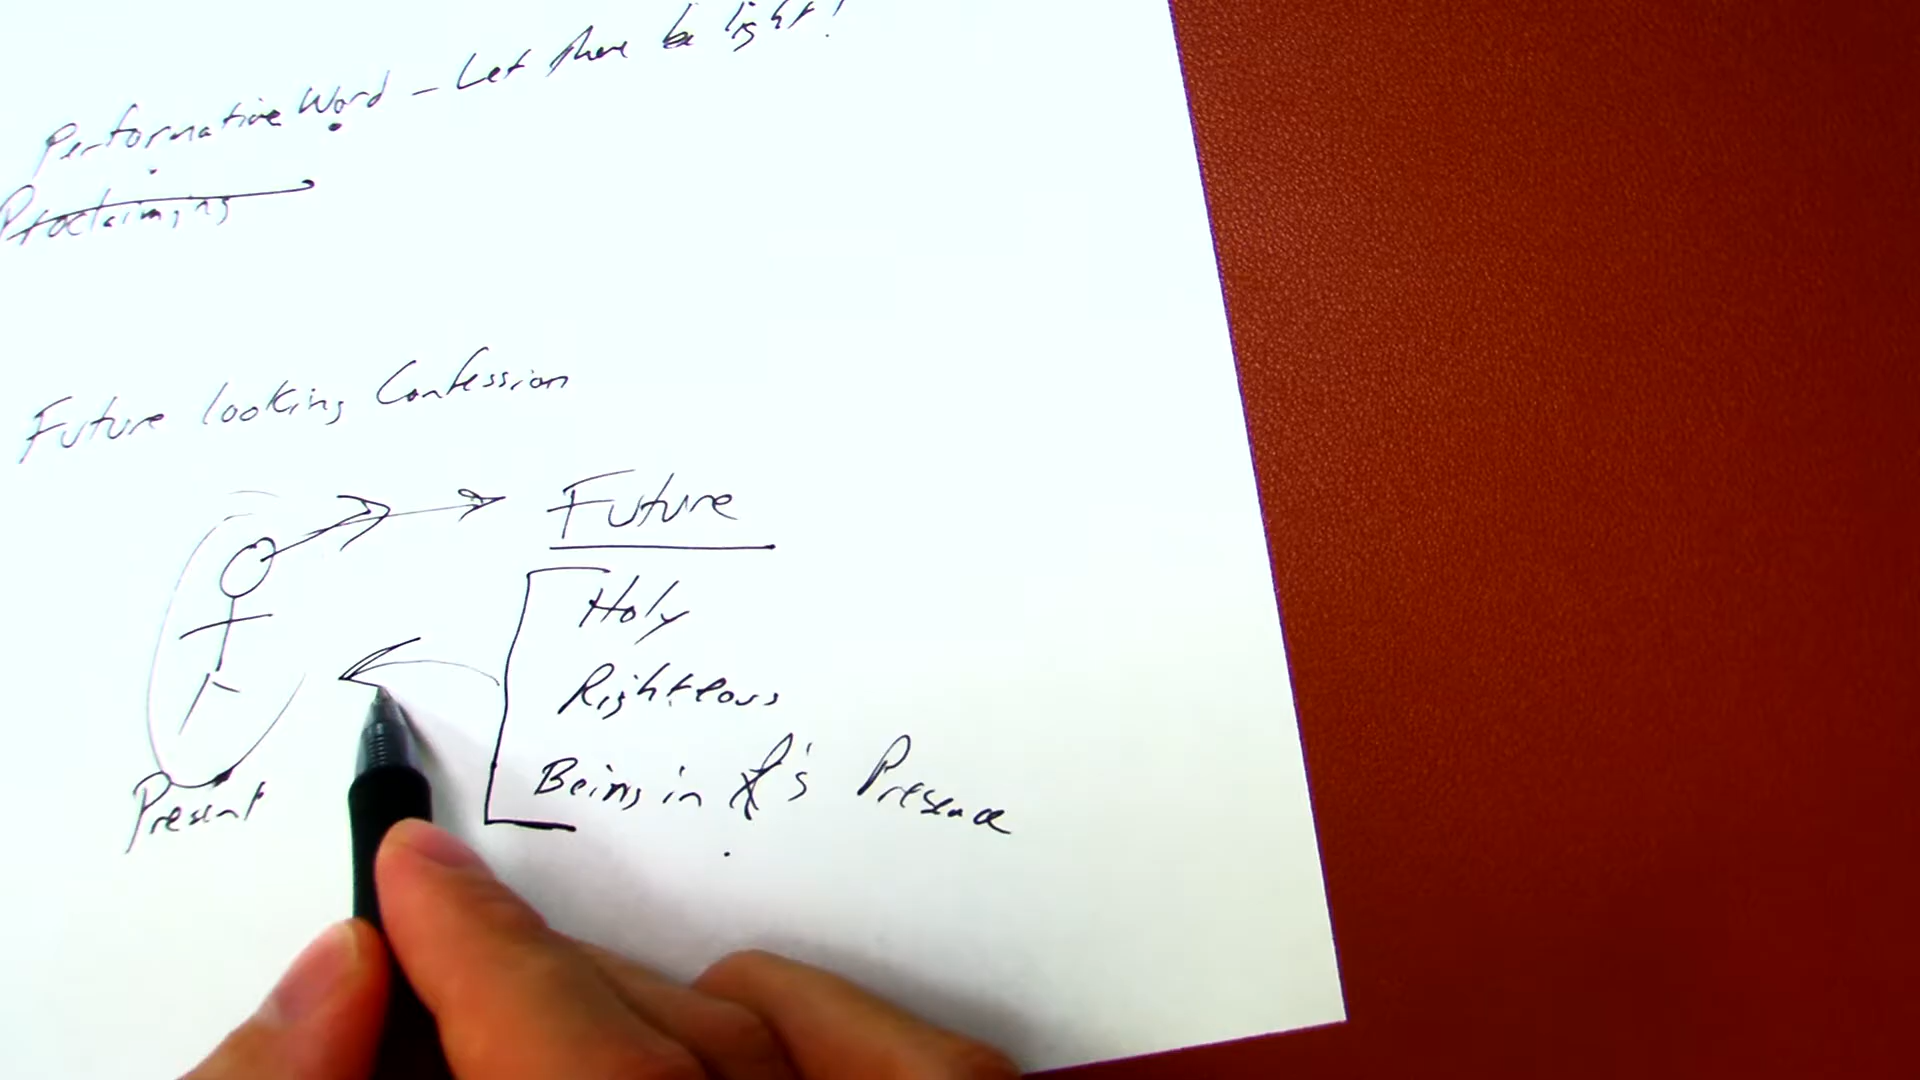 Performative Word – Let there be light!
Proclaiming
Future looking Confession
Future
Holy
Righteous
Being in 's Presence
Present